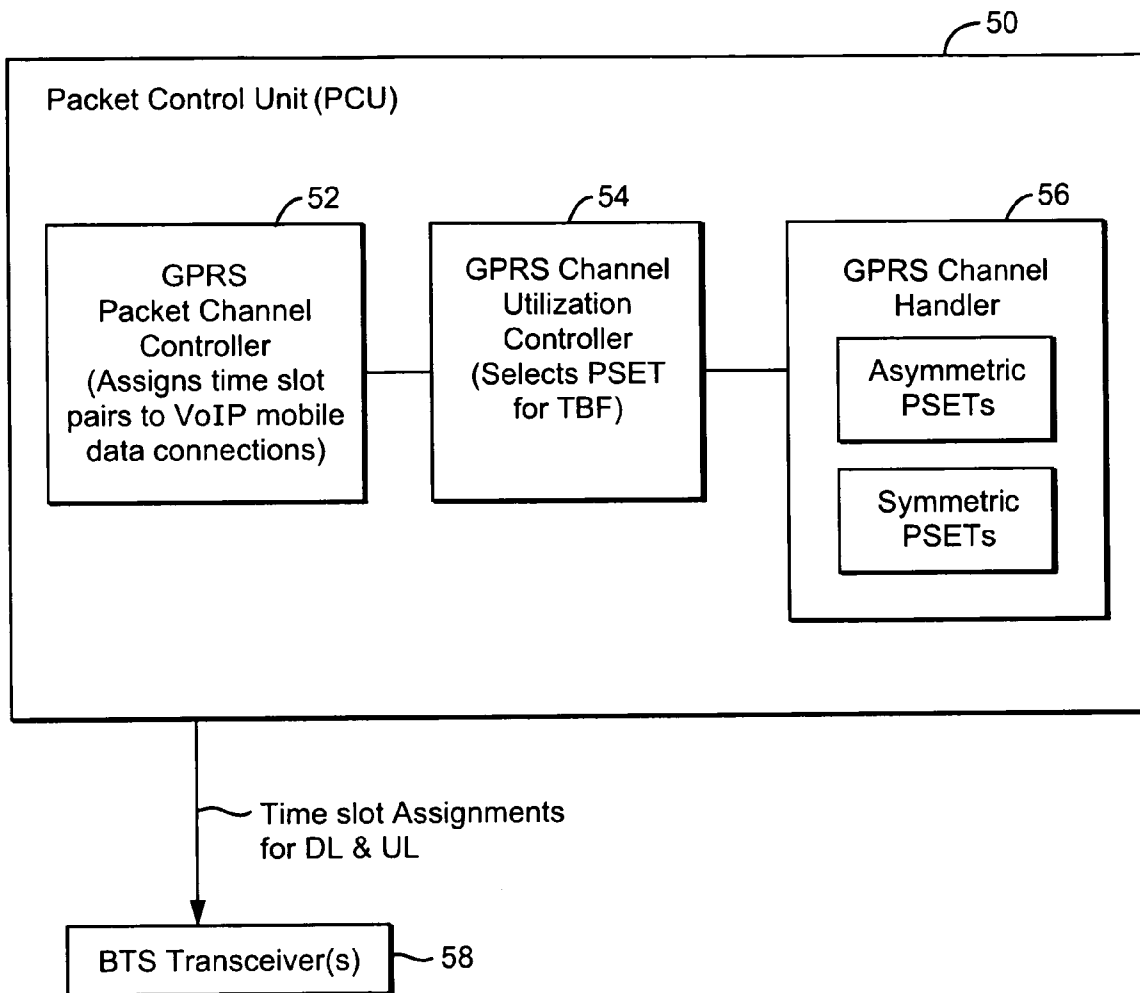 50
Packet Control Unit (PCU)
52
GPRS
Packet Channel
Controller
(Assigns time slot
pairs to VoIP mobile
data connections)
54
GPRS Channel
Utilization
Controller
(Selects PSET
for TBF)
56
GPRS Channel
Handler
Asymmetric
PSETs
Symmetric
PSETs
Time slot Assignments
for DL & UL
BTS Transceiver(s)
58